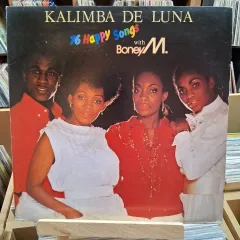 KALIMBA DE LUNA
16 Happy Songs
with
Boney M.